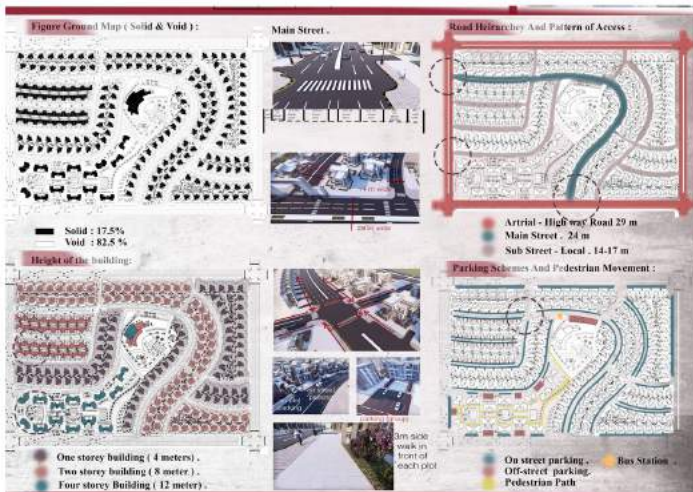 Figure Ground Map ( Solid & Void ) :
Main Street .
Road Heirarchey And Pattern of Access :
Solid : 17.5%
Void : 82.5 %
Artrial - High way Road 29 m
Main Street . 24 m
Sub Street - Local . 14-17 m
Height of the building:
Parking Schemes And Pedestrian Movement :
3m side
walk in
front of
each plot
One storey building ( 4 meters) .
Two storey building ( 8 meter ) .
Four storey Building ( 12 meter) .
On street parking .
Bus Station .
Off-street parking.
Pedestrian Path